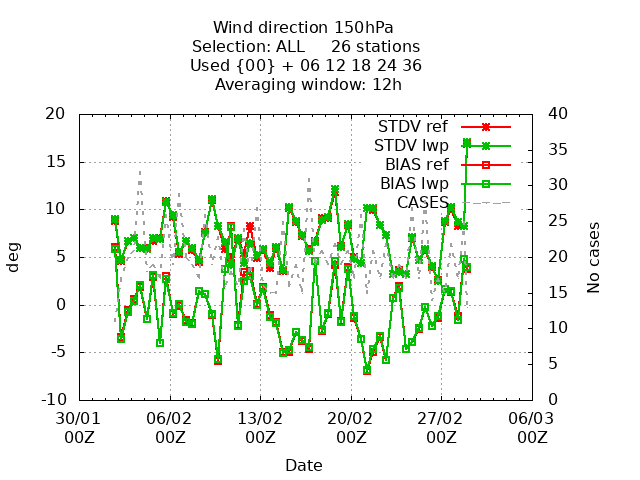 Wind direction 150hPa
Selection: ALL     26 stations
Used {00} + 06 12 18 24 36
Averaging window: 12h
deg
No cases
20
15
10
5
0
-5
-10
40
35
30
25
20
15
10
5
0
STDV ref
STDV lwp
BIAS ref
BIAS lwp
CASES
30/01 06/02 13/02 20/02 27/02 06/03
00Z 00Z 00Z 00Z 00Z 00Z
Date